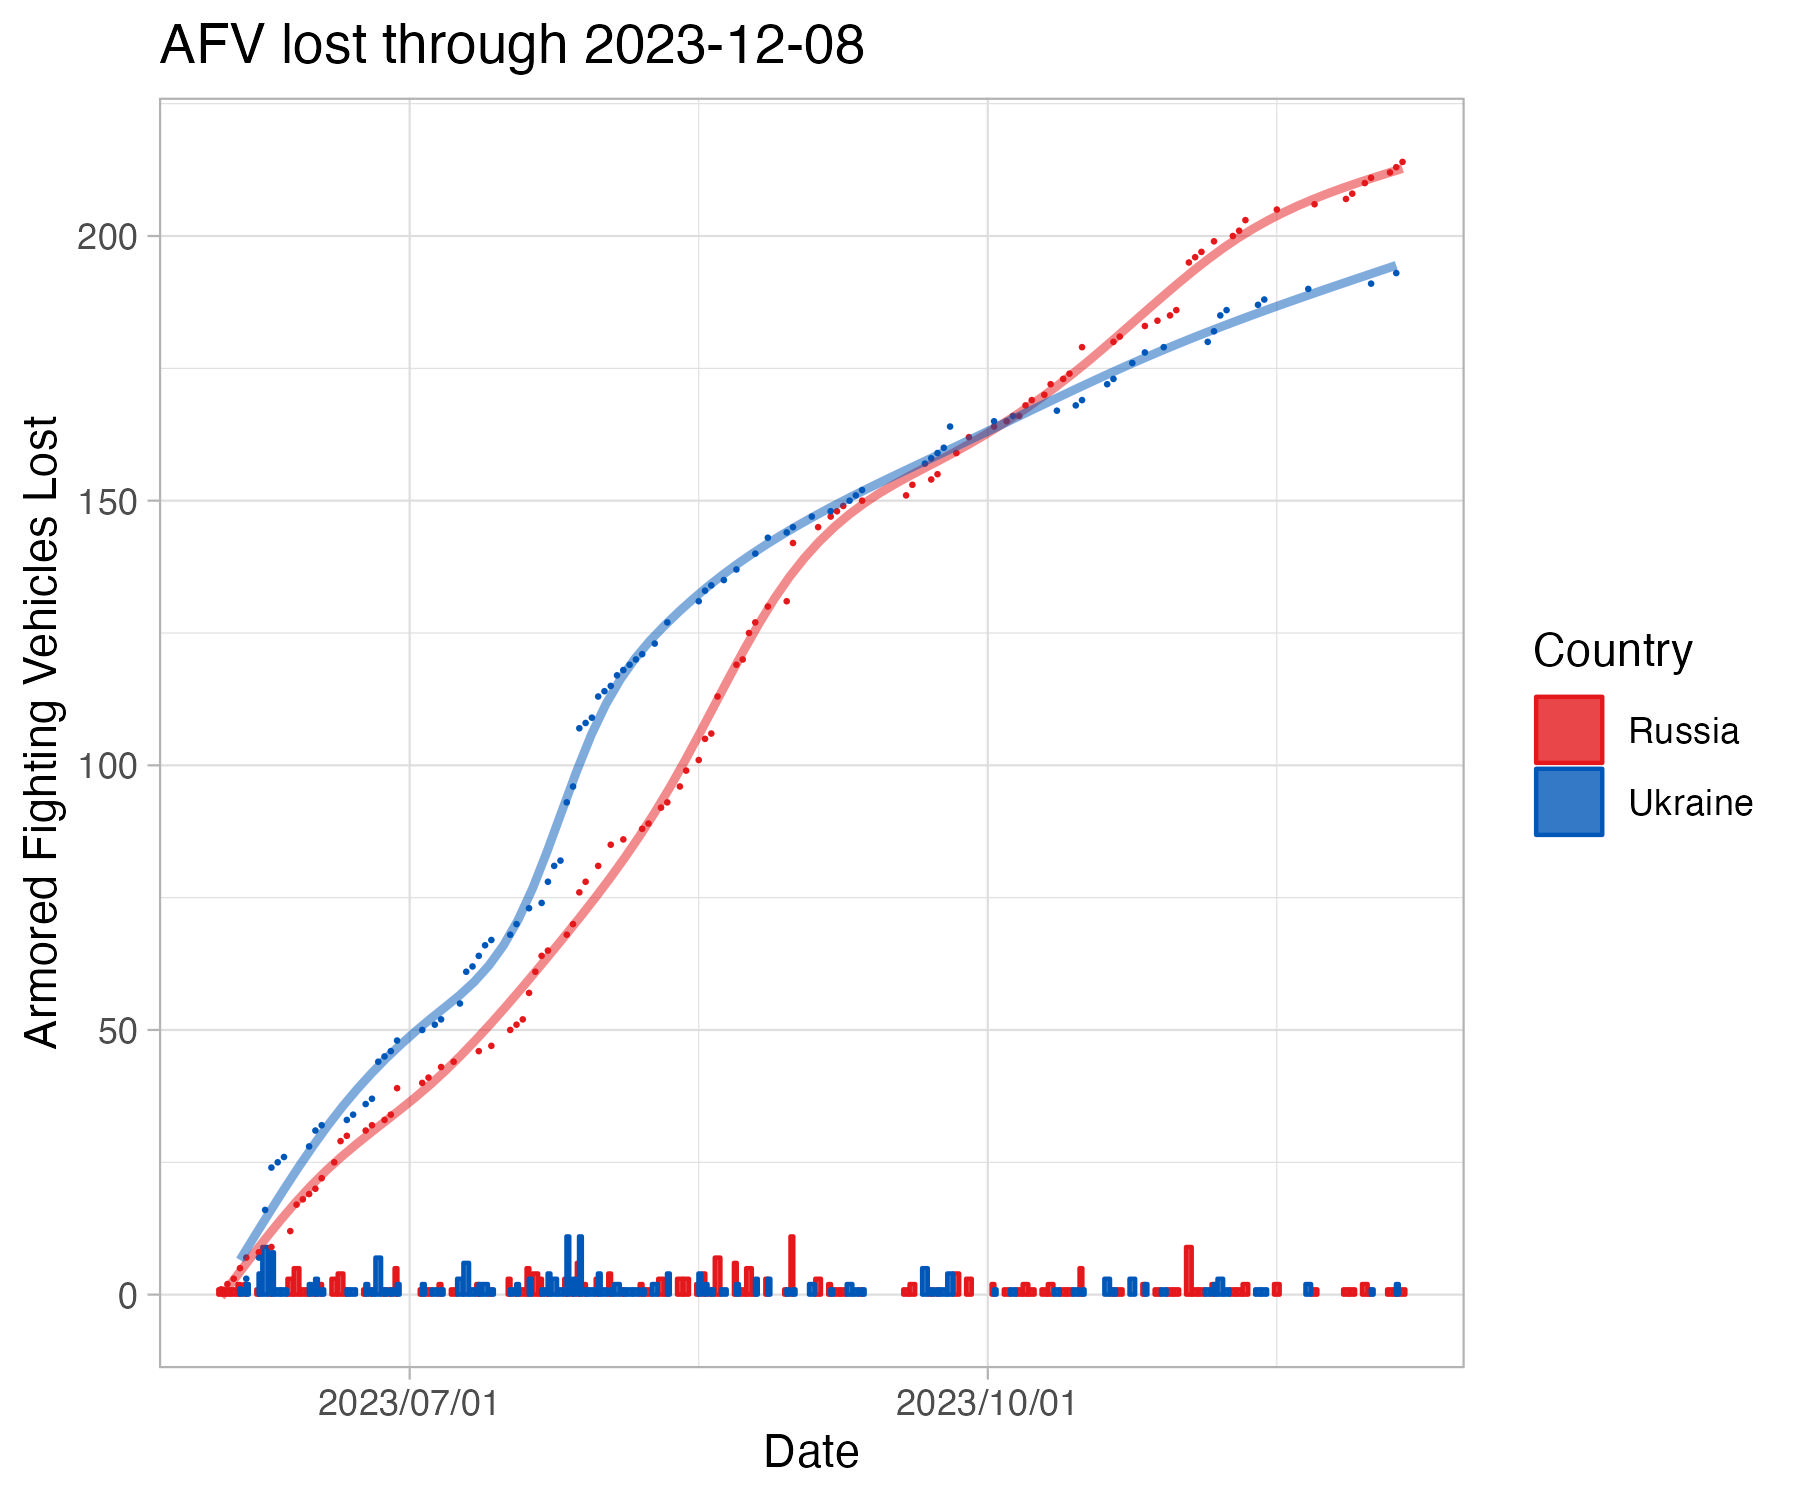 AFV lost through 2023-12-08
Armored Fighting Vehicles Lost
200
150
100
50
0
2023/07/01
2023/10/01
Date
Country
Russia
Ukraine